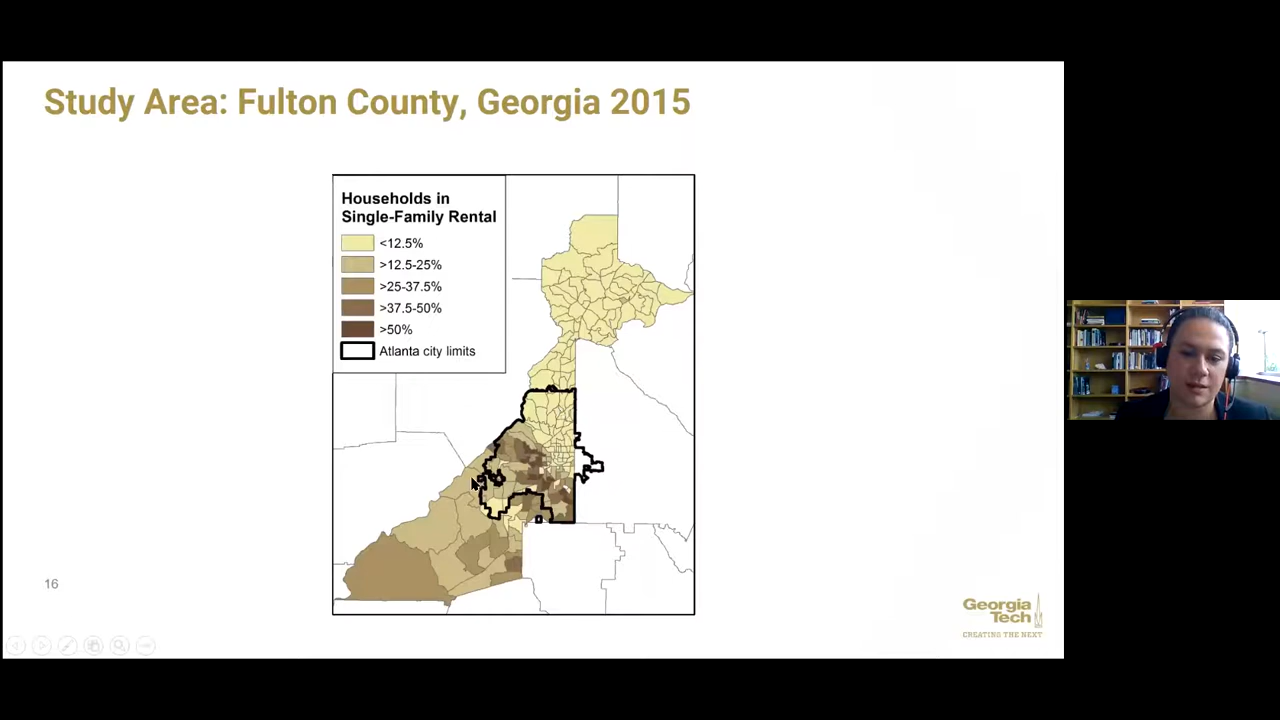 Study Area: Fulton County, Georgia 2015
Households in
Single-Family Rental
<12.5%
>12.5-25%
>25-37.5%
>37.5-50%
>50%
Atlanta city limits
16
Georgia
Tech
CREATING THE NEXT